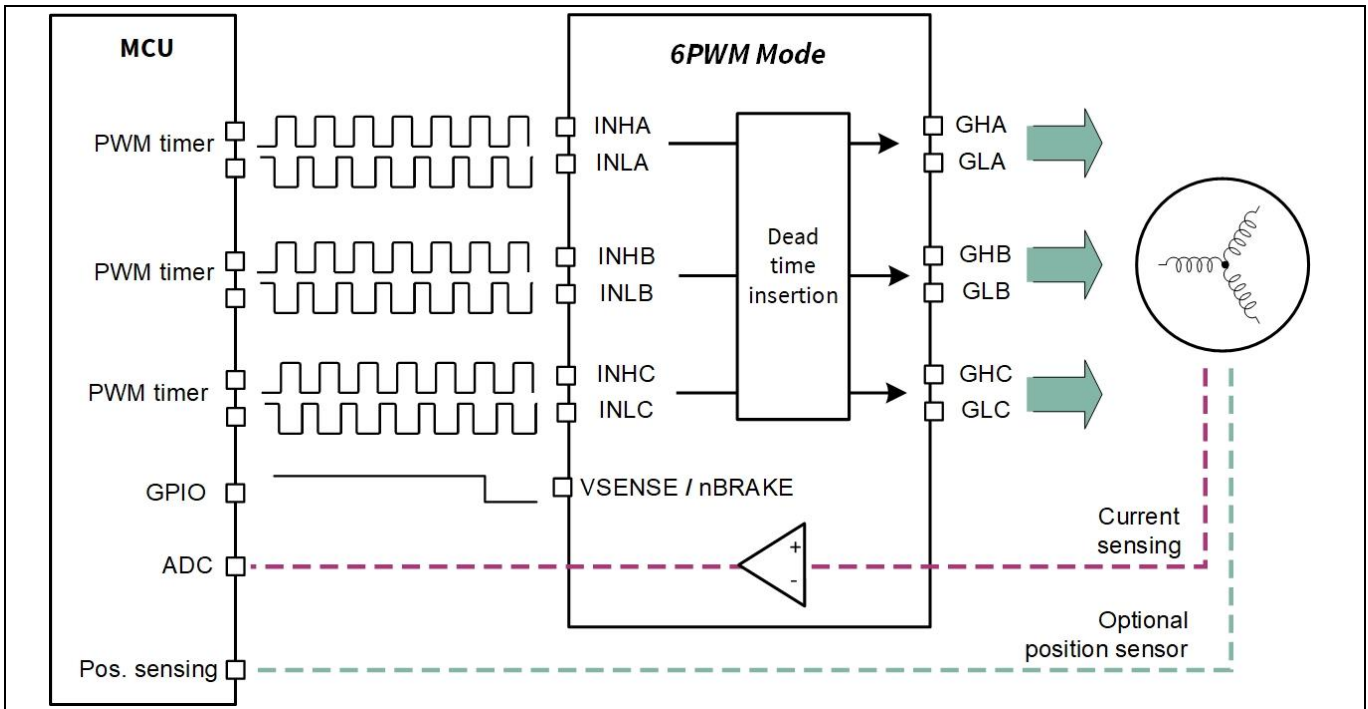 MCU
6PWM Mode
PWM timer
INHA
INLA
GHA
GLA
PWM timer
INHB
INLB
Dead
time
insertion
GHB
GLB
PWM timer
INHC
INLC
GHC
GLC
GPIO
VSENSE / nBRAKE
ADC
+
-
Current
sensing
Pos. sensing
Optional
position sensor